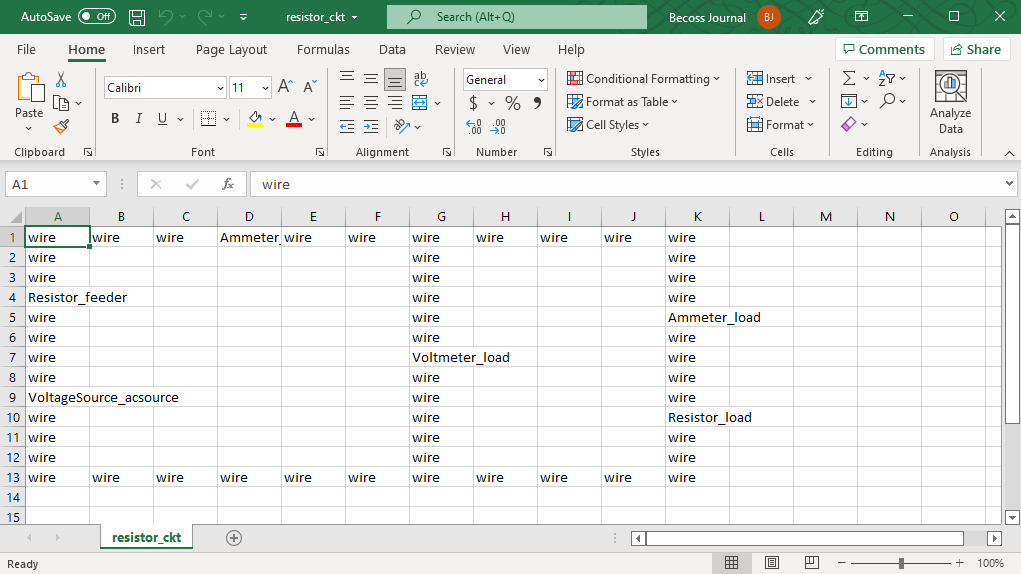 AutoSave Off resistor_ckt Search (Alt+Q) Becoss Journal BJ
File Home Insert Page Layout Formulas Data Review View Help Comments Share
Calibri 11 General Conditional Formatting Insert
Paste B I U $ % Format as Table Delete Analyze Data
Cell Styles Format
Clipboard Font Alignment Number Styles Cells Editing Analysis
A1 fx wire
A B C D E F G H I J K L M N O
1 wire wire wire Ammeter_ wire wire wire wire wire wire wire
2 wire wire wire
3 wire wire wire
4 Resistor_feeder wire wire
5 wire wire Ammeter_load
6 wire wire wire
7 wire Voltmeter_load wire
8 wire wire wire
9 VoltageSource_acsource wire wire
10 wire wire Resistor_load
11 wire wire wire
12 wire wire wire
13 wire wire wire wire wire wire wire wire wire wire wire
14
15
resistor_ckt
Ready 100%